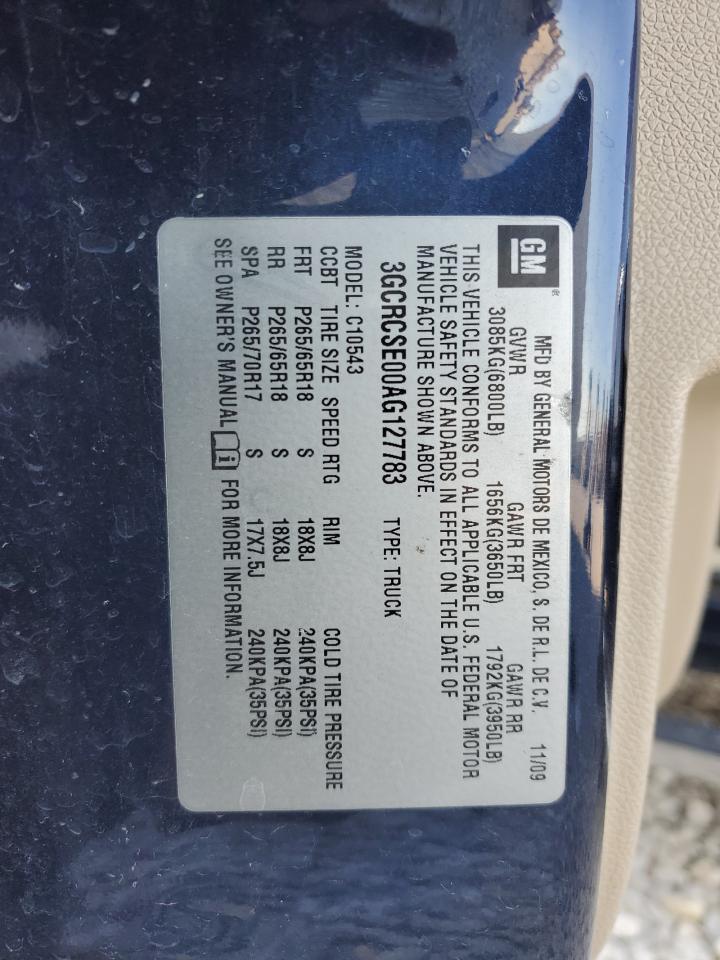 GM
MFD BY GENERAL MOTORS DE MEXICO, S. DE R.L. DE C.V. 11/09
GVWR GAWR FRT GAWR RR
3085KG(6800LB) 1656KG(3650LB) 1792KG(3950LB)
THIS VEHICLE CONFORMS TO ALL APPLICABLE U.S. FEDERAL MOTOR
VEHICLE SAFETY STANDARDS IN EFFECT ON THE DATE OF
MANUFACTURE SHOWN ABOVE.
3GCRCSE00AG127783 TYPE: TRUCK
MODEL: C10543
CCBT TIRE SIZE SPEED RTG RIM COLD TIRE PRESSURE
FRT P265/65R18 S 18X8J 240KPA(35PSI)
RR P265/65R18 S 18X8J 240KPA(35PSI)
SPA P265/70R17 S 17X7.5J 240KPA(35PSI)
SEE OWNER'S MANUAL i FOR MORE INFORMATION.